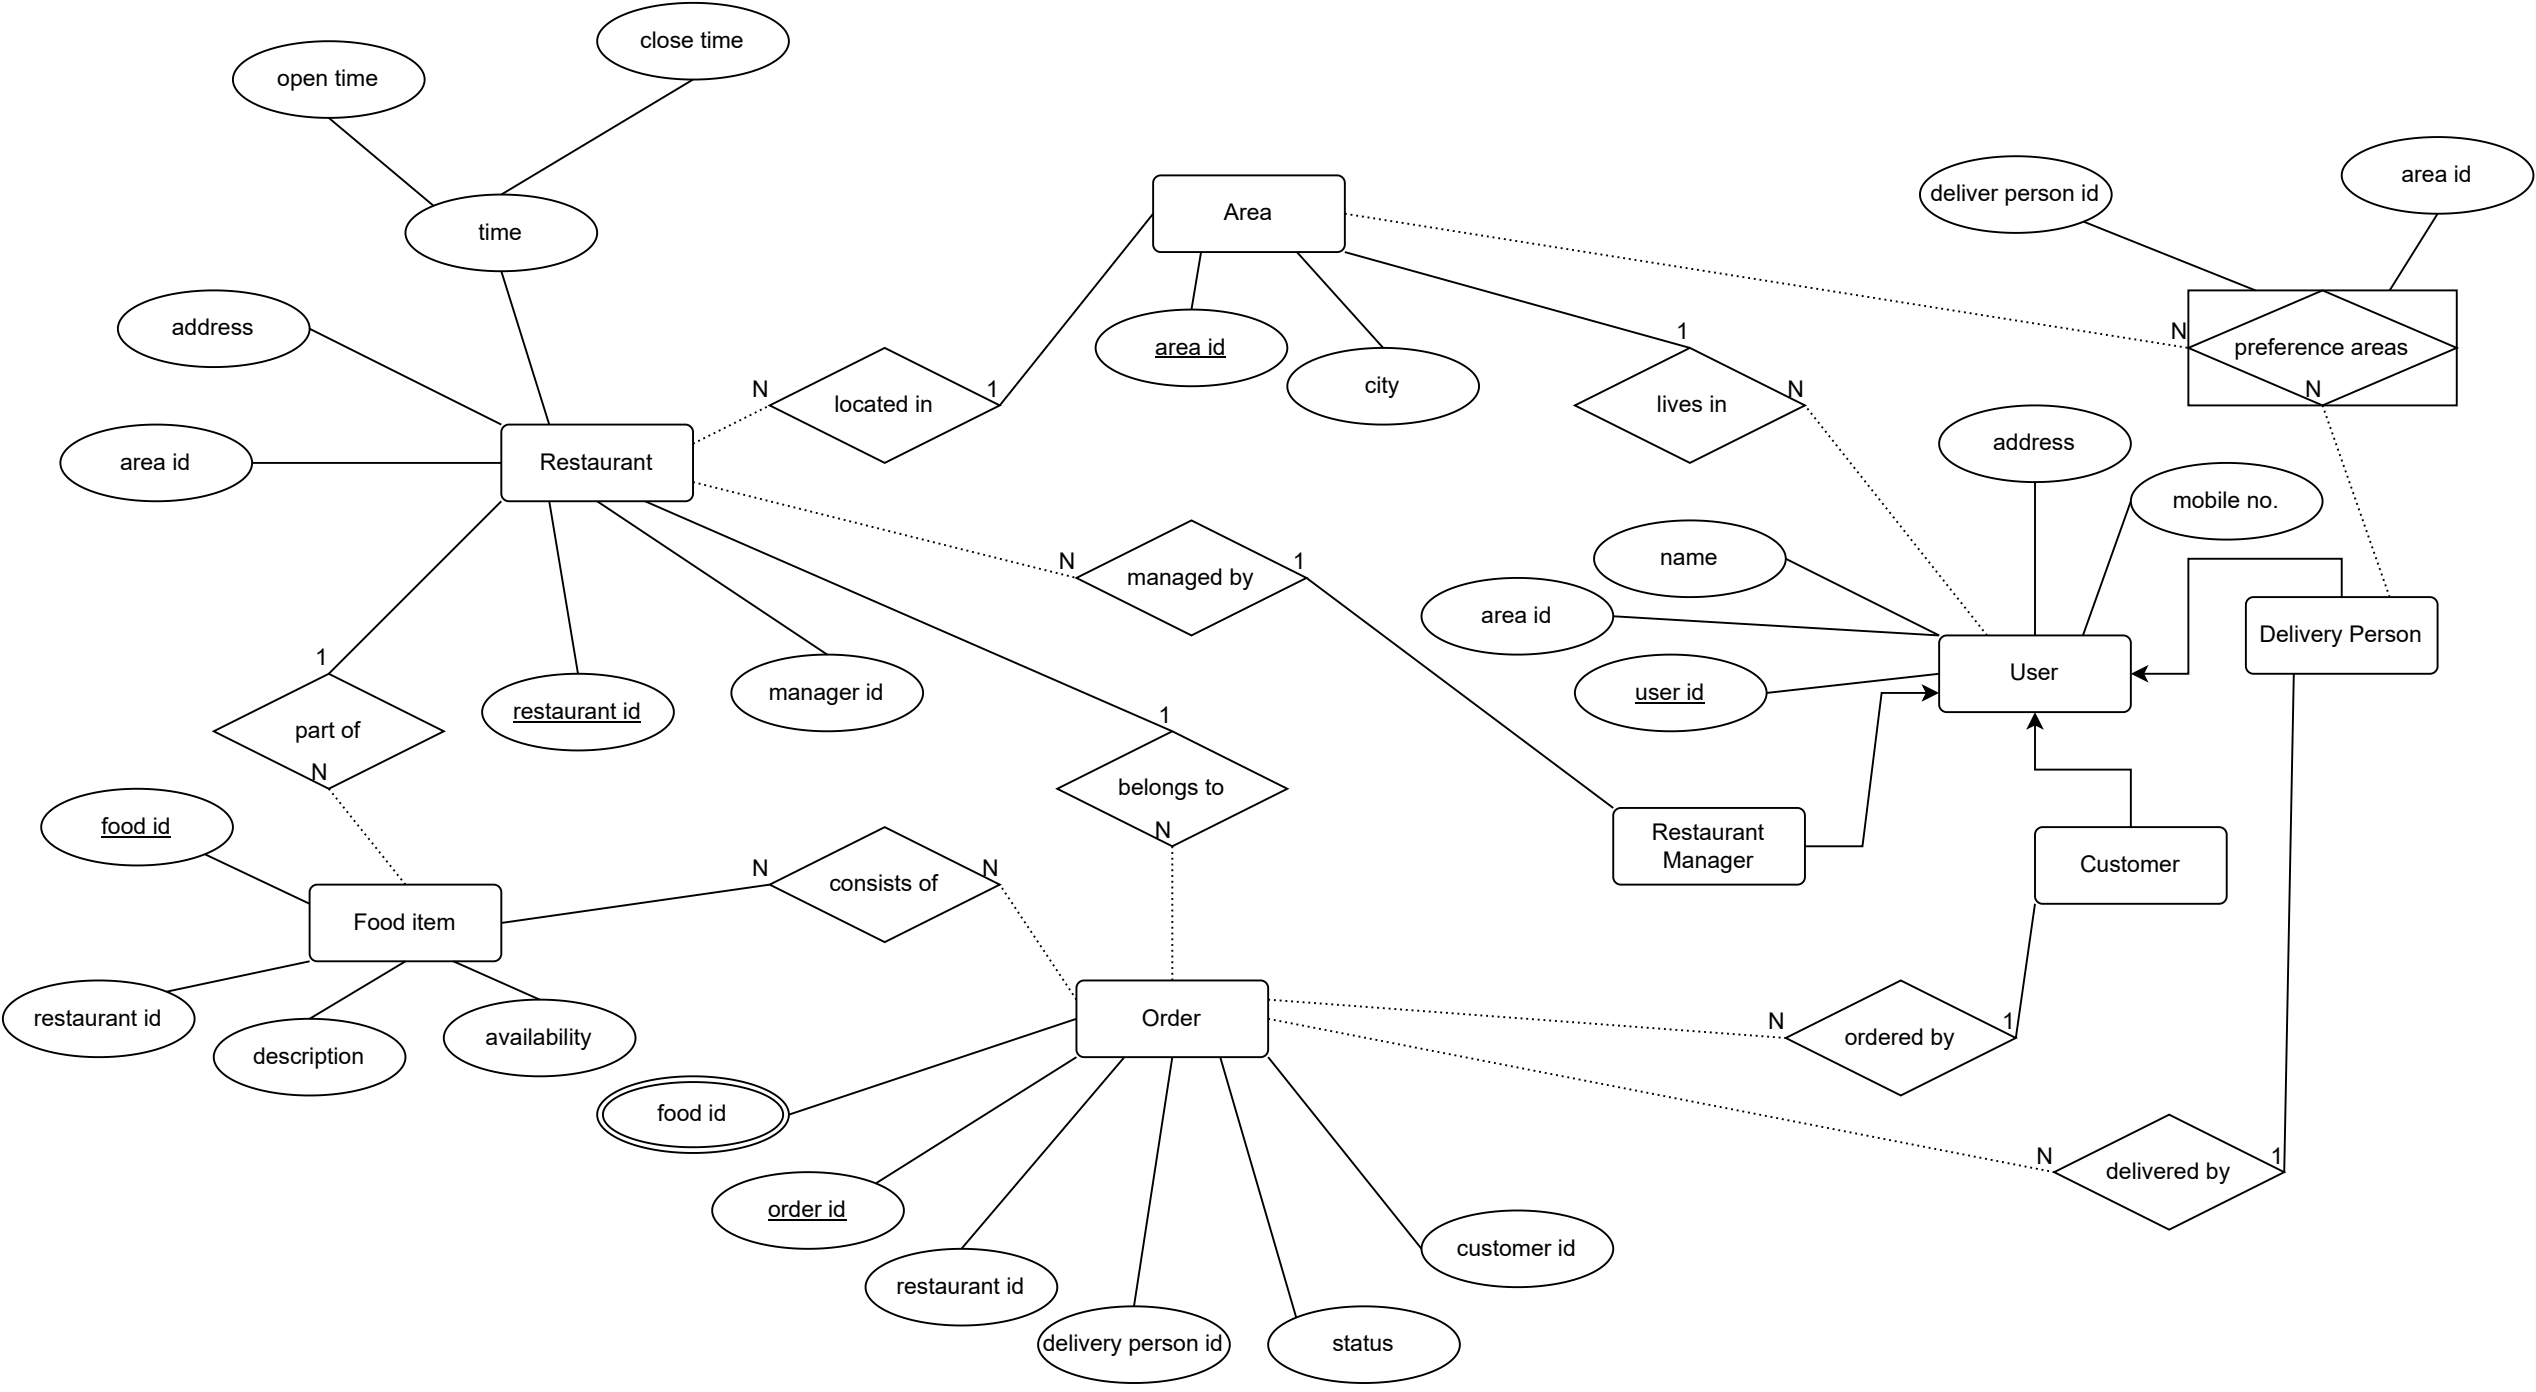 close time
open time
time
deliver person id
area id
Area
address
area id
city
1
N
preference areas
N
N
located in
1
lives in
N
address
area id
Restaurant
mobile no.
name
N
managed by
1
area id
Delivery Person
User
1
part of
N
restaurant id
manager id
user id
1
belongs to
N
food id
Restaurant
Manager
Customer
N
consists of
N
Food item
restaurant id
description
availability
Order
N
ordered by
1
food id
N
delivered by
1
order id
customer id
restaurant id
delivery person id
status